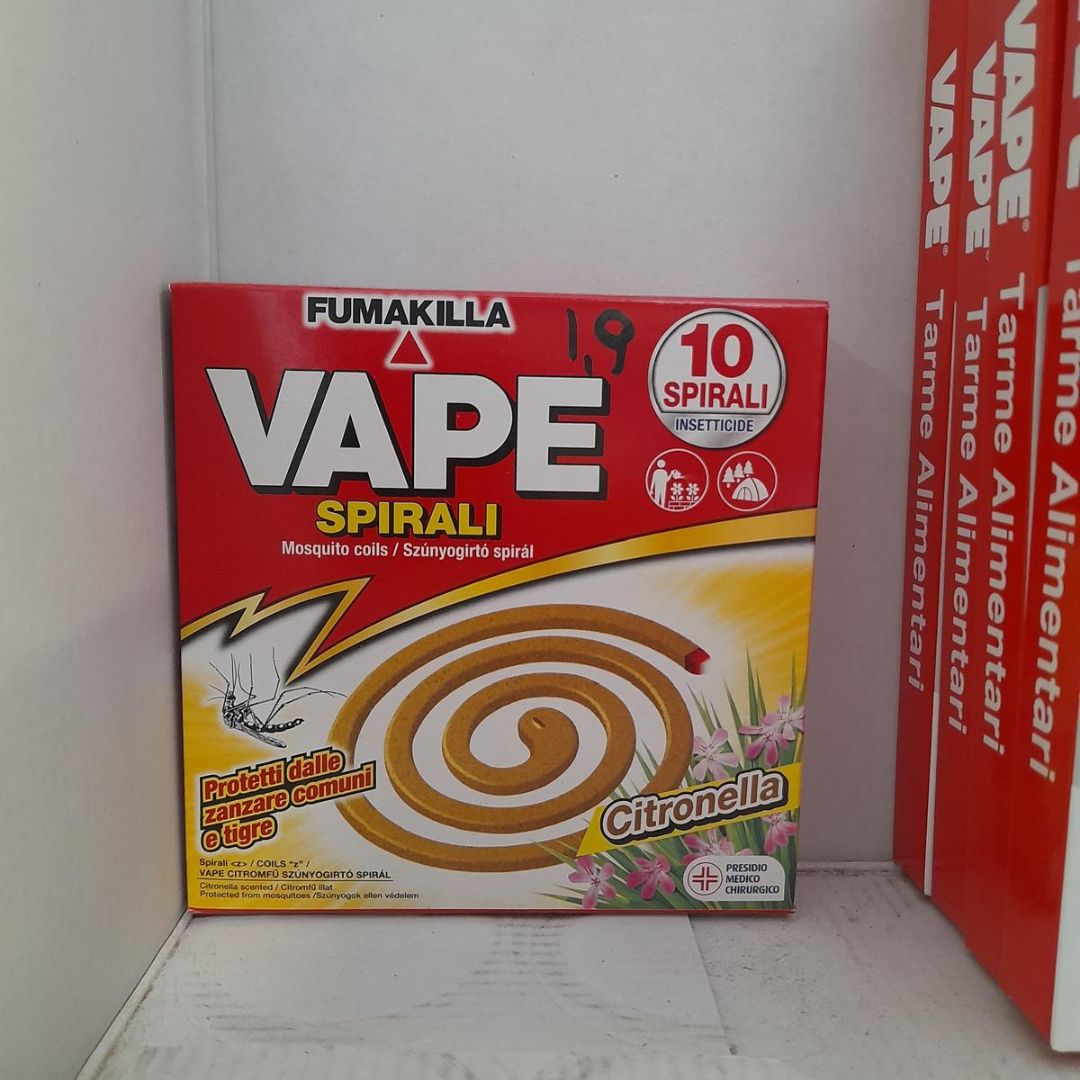 FUMAKILLA
1,9
VAPE
SPIRALI
Mosquito coils / Szúnyogirtó spirál
10
SPIRALI
INSETTICIDE
Protetti dalle
zanzare comuni
e tigre
Citronella
Spirali <z> / COILS "z" /
VAPE CITROMFŰ SZÚNYOGIRTÓ SPIRÁL
Citronella scented / Citromfű illat
Protected from mosquitoes /Szúnyogok ellen védelem
PRESIDIO
MEDICO
CHIRURGICO
VAPE® Tarme Alimentari
VAPE® Tarme Alimentari
VAPE® Tarme Alimentari
Tarme Alimentari